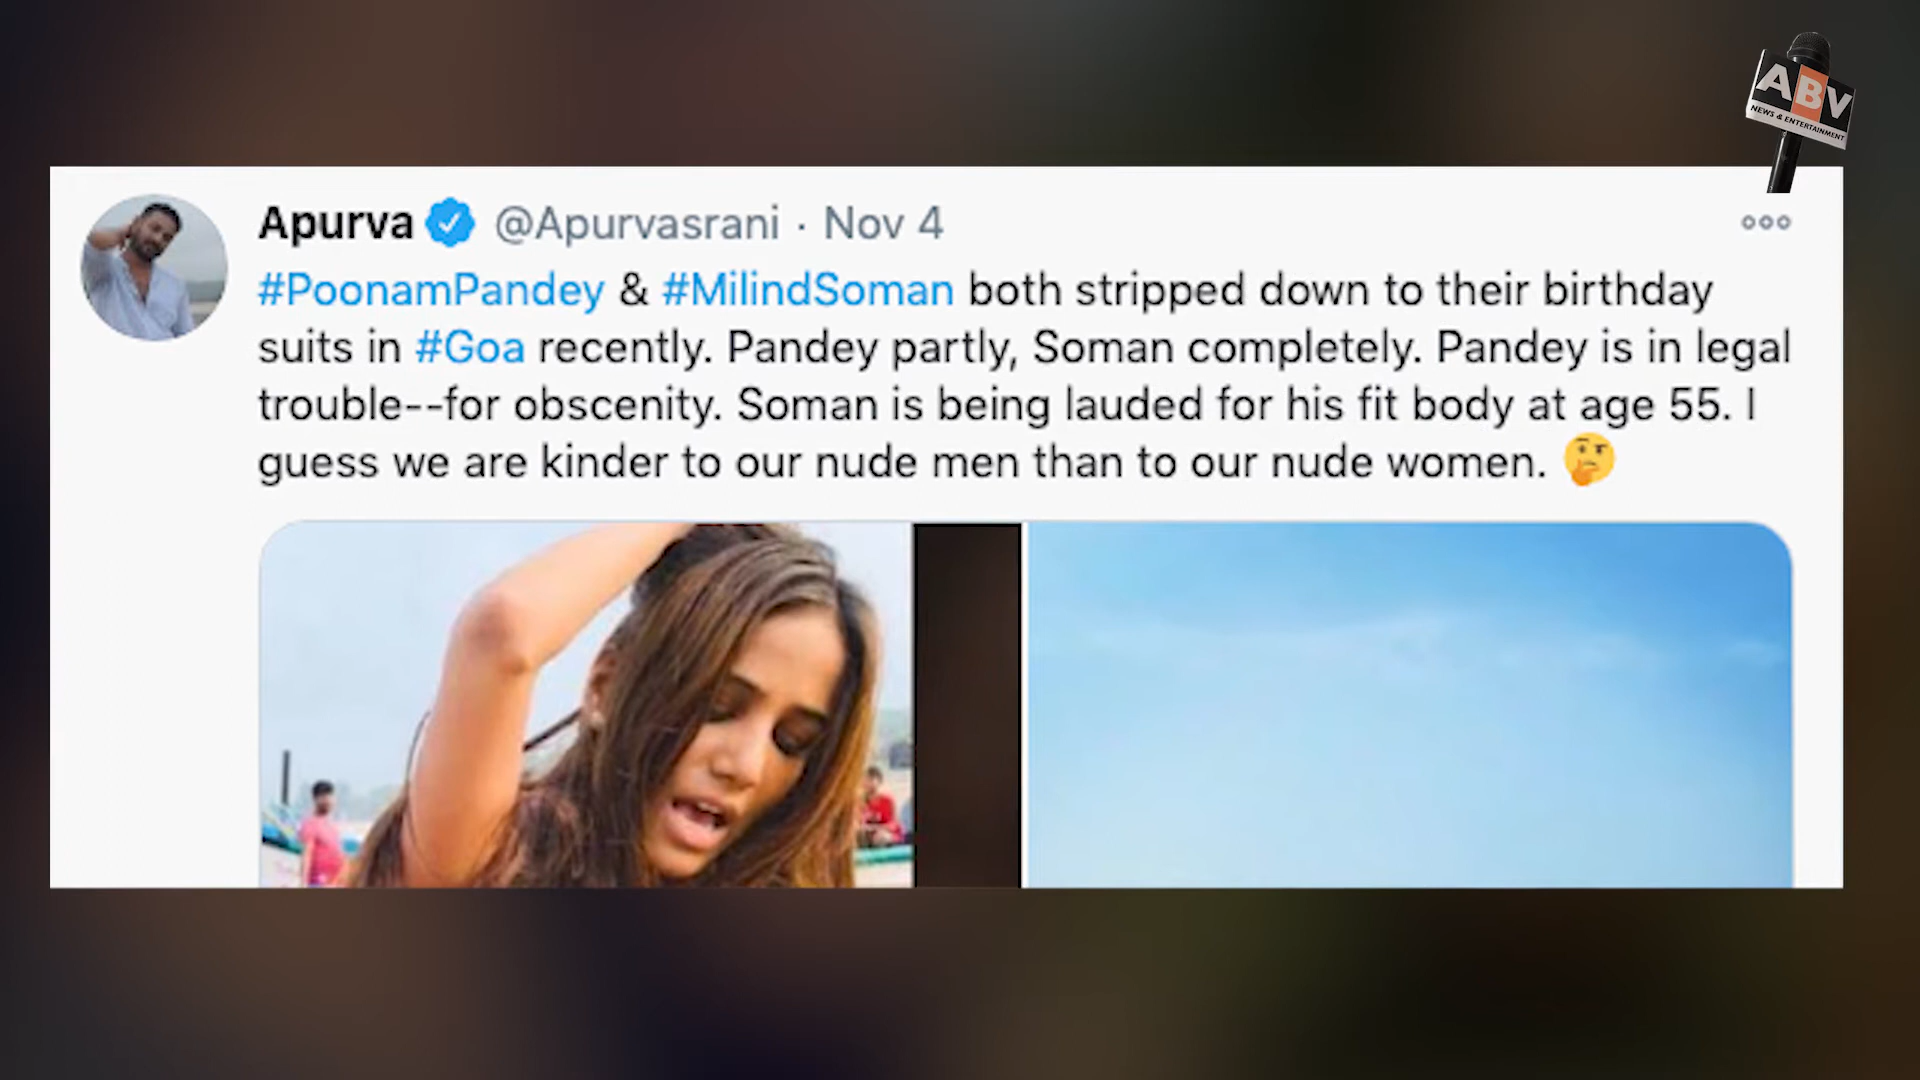 ABV
NEWS & ENTERTAINMENT
Apurva @Apurvasrani · Nov 4
#PoonamPandey & #MilindSoman both stripped down to their birthday
suits in #Goa recently. Pandey partly, Soman completely. Pandey is in legal
trouble--for obscenity. Soman is being lauded for his fit body at age 55. I
guess we are kinder to our nude men than to our nude women. 🤔